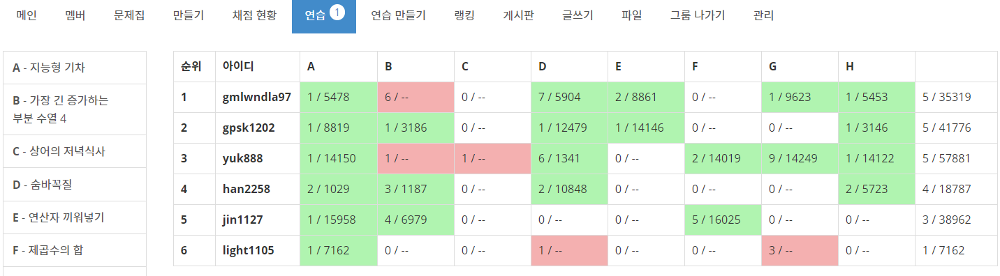 메인 멤버 문제집 만들기 채점 현황 연습 1 연습 만들기 랭킹 게시판 글쓰기 파일 그룹 나가기 관리
A - 지능형 기차
B - 가장 긴 증가하는
부분 수열 4
C - 상어의 저녁식사
D - 숨바꼭질
E - 연산자 끼워넣기
F - 제곱수의 합
순위 아이디 A B C D E F G H
1 gmlwndla97 1 / 5478 6 / -- 0 / -- 7 / 5904 2 / 8861 0 / -- 1 / 9623 1 / 5453 5 / 35319
2 gpsk1202 1 / 8819 1 / 3186 0 / -- 1 / 12479 1 / 14146 0 / -- 0 / -- 1 / 3146 5 / 41776
3 yuk888 1 / 14150 1 / -- 1 / -- 6 / 1341 0 / -- 2 / 14019 9 / 14249 1 / 14122 5 / 57881
4 han2258 2 / 1029 3 / 1187 0 / -- 2 / 10848 0 / -- 0 / -- 0 / -- 2 / 5723 4 / 18787
5 jin1127 1 / 15958 4 / 6979 0 / -- 0 / -- 0 / -- 5 / 16025 0 / -- 0 / -- 3 / 38962
6 light1105 1 / 7162 0 / -- 0 / -- 1 / -- 0 / -- 0 / -- 3 / -- 0 / -- 1 / 7162